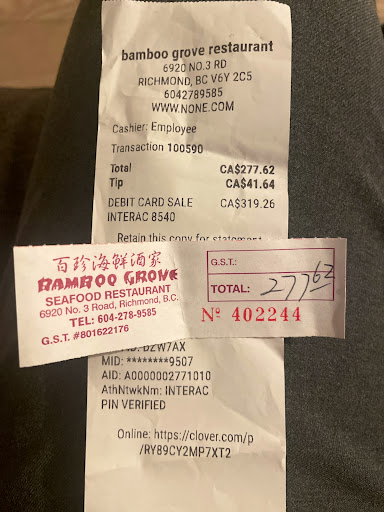 bamboo grove restaurant
6920 NO.3 RD
RICHMOND, BC V6Y 2C5
6042789585
WWW.NONE.COM
Cashier: Employee
Transaction 100590
Total CA$277.62
Tip CA$41.64
DEBIT CARD SALE CA$319.26
INTERAC 8540
Retain this copy for
百珍海鮮酒家
BAMBOO GROVE
SEAFOOD RESTAURANT
6920 No. 3 Road, Richmond, B.C.
TEL: 604-278-9585
G.S.T. #801622176
G.S.T.:
TOTAL: 277 62
Nº 402244
MID: ********9507
AID: A0000002771010
AthNtwkNm: INTERAC
PIN VERIFIED
Online: https://clover.com/p
/RY89CY2MP7XT2